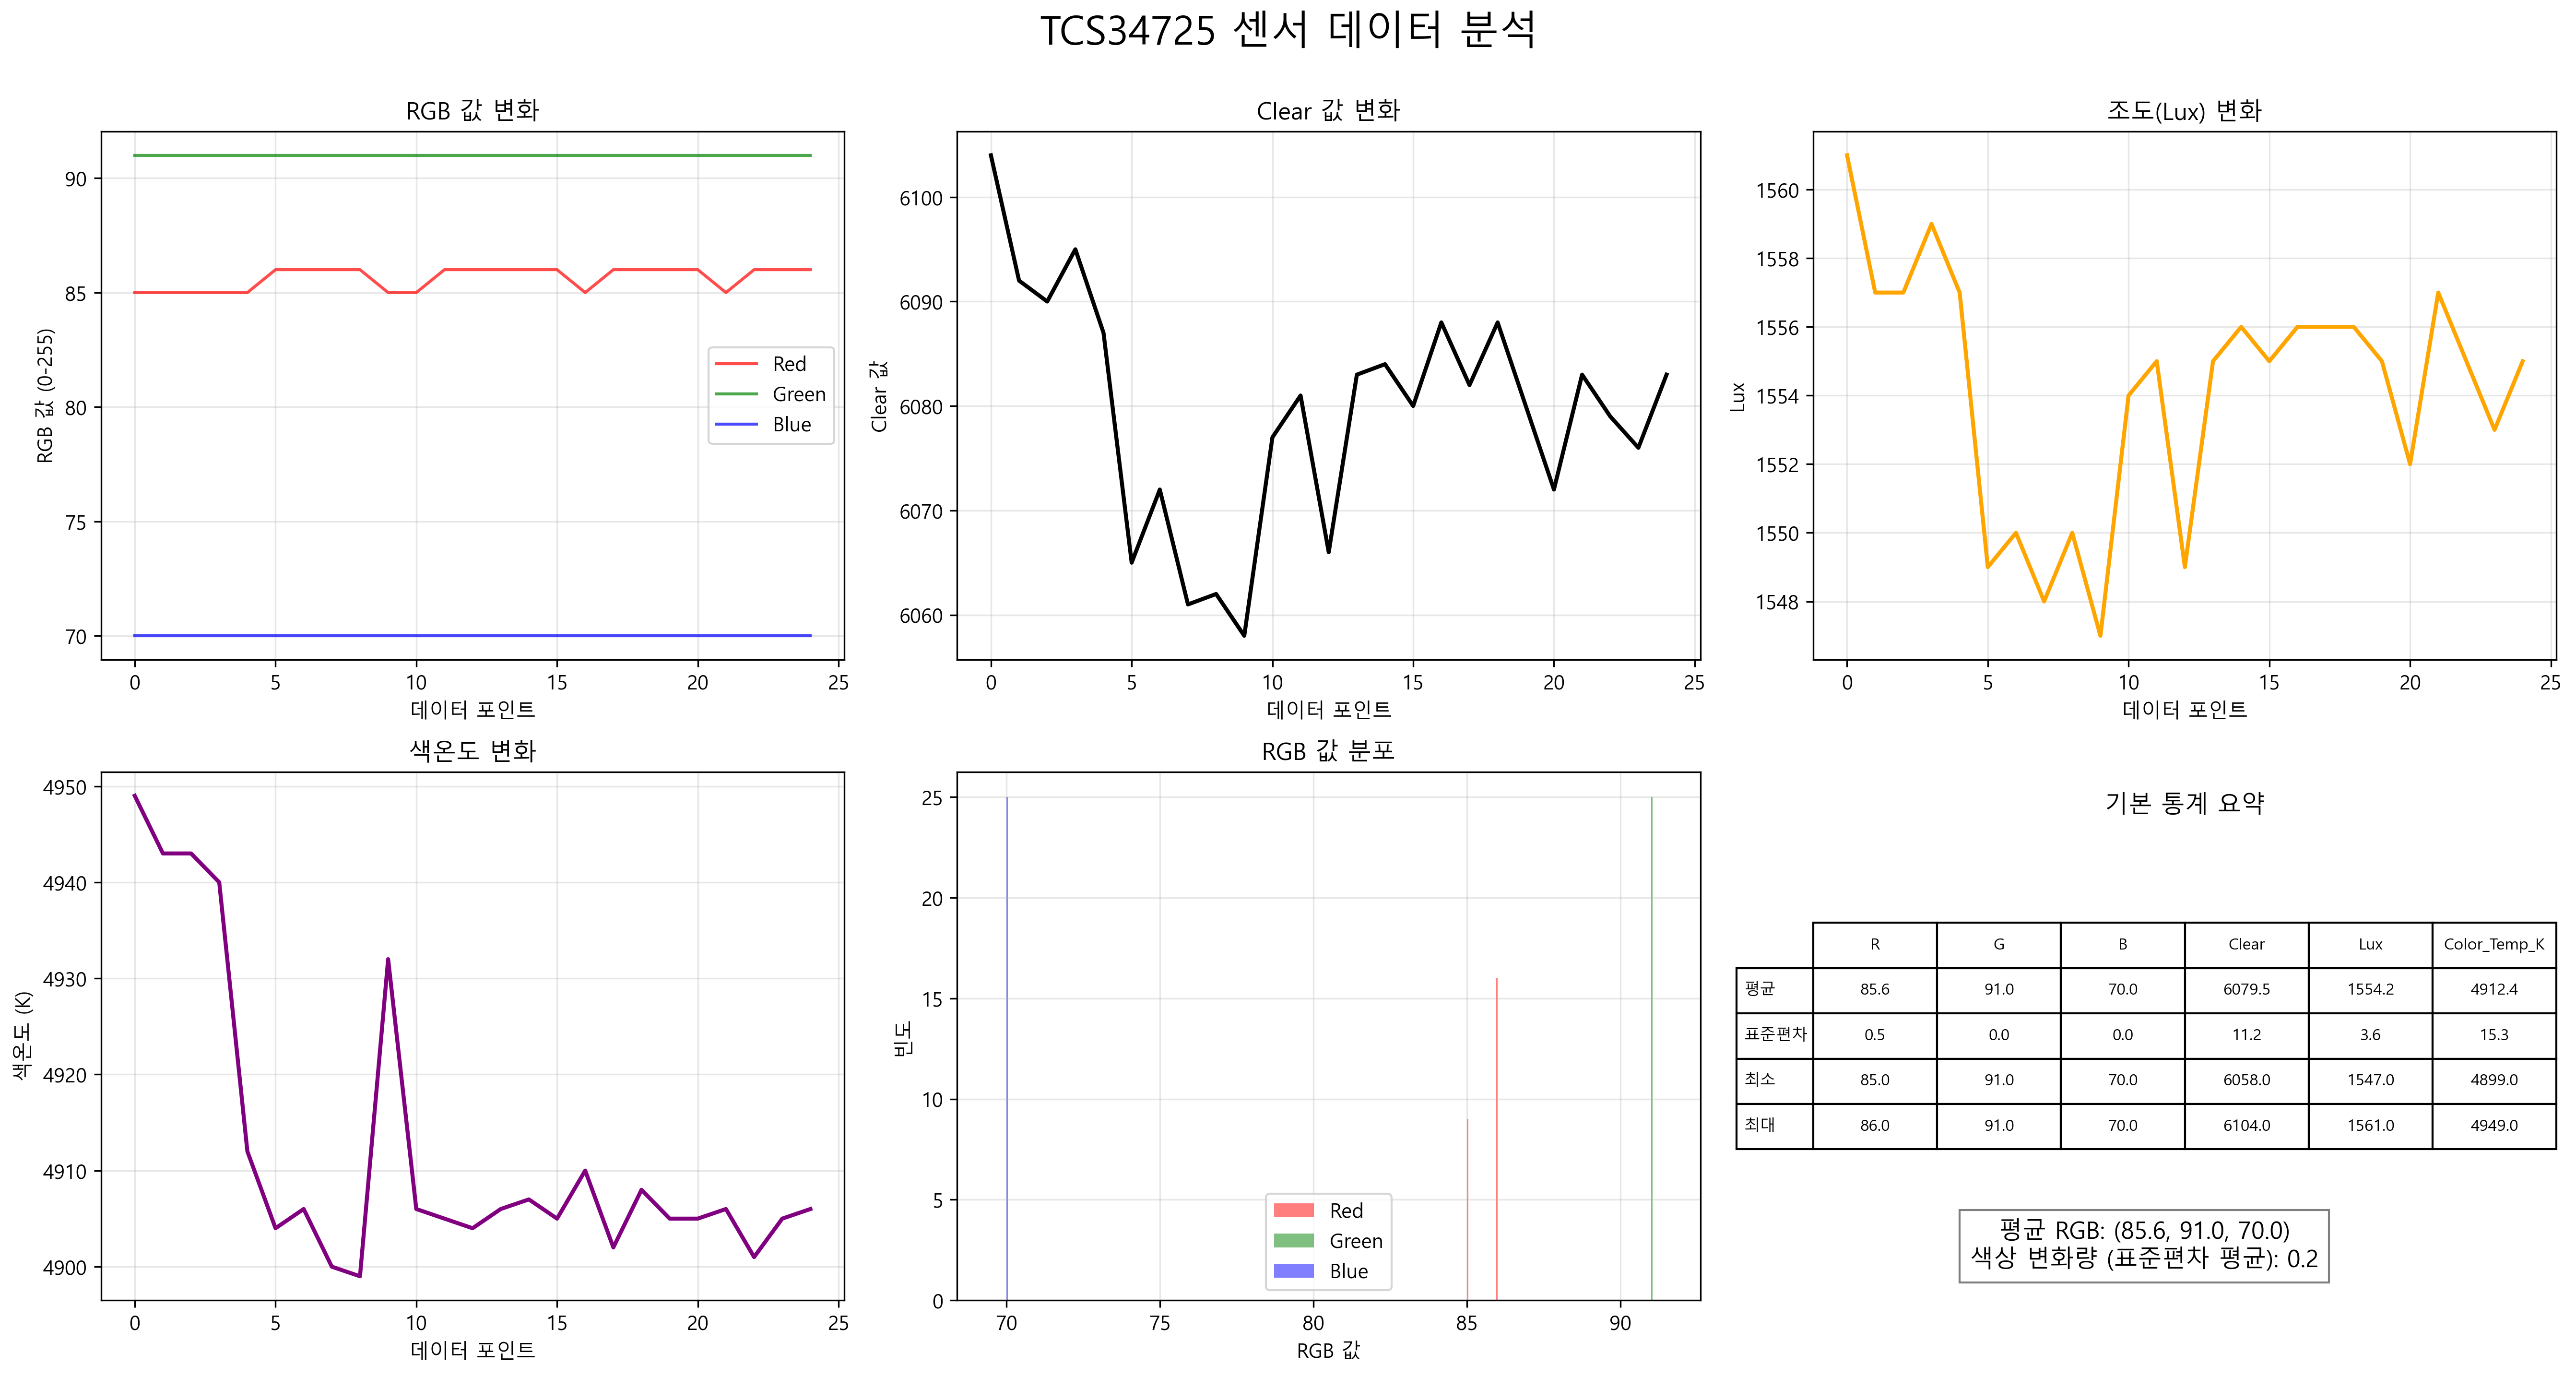 TCS34725 센서 데이터 분석
RGB 값 변화
RGB 값 (0-255)
90
85
80
75
70
Red
Green
Blue
0 5 10 15 20 25
데이터 포인트
Clear 값 변화
Clear 값
6100
6090
6080
6070
6060
0 5 10 15 20 25
데이터 포인트
조도(Lux) 변화
Lux
1560
1558
1556
1554
1552
1550
1548
0 5 10 15 20 25
데이터 포인트
색온도 변화
색온도 (K)
4950
4940
4930
4920
4910
4900
0 5 10 15 20 25
데이터 포인트
RGB 값 분포
빈도
25
20
15
10
5
0
Red
Green
Blue
70 75 80 85 90
RGB 값
기본 통계 요약
R G B Clear Lux Color_Temp_K
평균 85.6 91.0 70.0 6079.5 1554.2 4912.4
표준편차 0.5 0.0 0.0 11.2 3.6 15.3
최소 85.0 91.0 70.0 6058.0 1547.0 4899.0
최대 86.0 91.0 70.0 6104.0 1561.0 4949.0
평균 RGB: (85.6, 91.0, 70.0)
색상 변화량 (표준편차 평균): 0.2